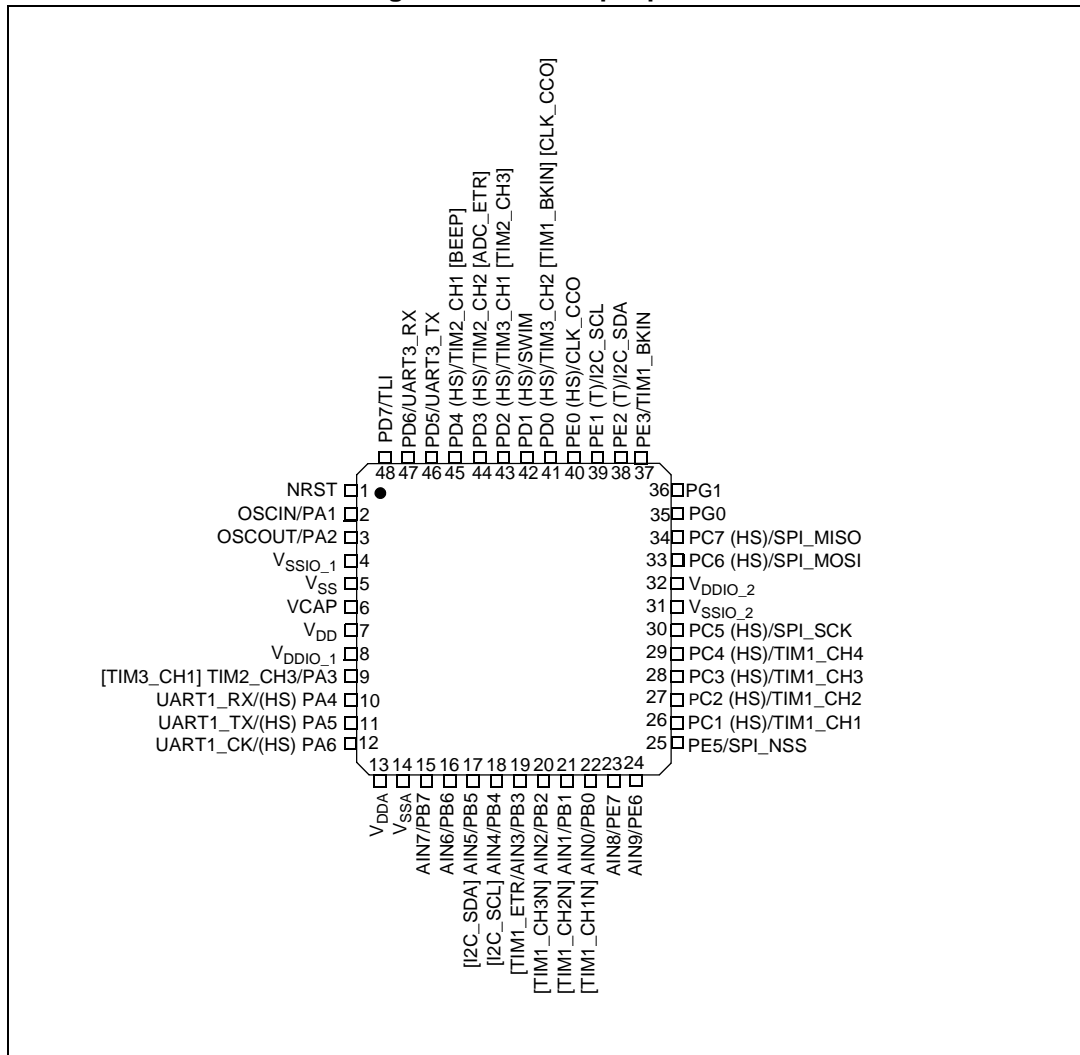 PD7/TLI
PD6/UART3_RX
PD5/UART3_TX
PD4 (HS)/TIM2_CH1 [BEEP]
PD3 (HS)/TIM2_CH2 [ADC_ETR]
PD2 (HS)/TIM3_CH1 [TIM2_CH3]
PD1 (HS)/SWIM
PD0 (HS)/TIM3_CH2 [TIM1_BKIN] [CLK_CCO]
PE0 (HS)/CLK_CCO
PE1 (T)/I2C_SCL
PE2 (T)/I2C_SDA
PE3/TIM1_BKIN
48 47 46 45 44 43 42 41 40 39 38 37
NRST 1
OSCIN/PA1 2
OSCOUT/PA2 3
VSSIO_1 4
VSS 5
VCAP 6
VDD 7
VDDIO_1 8
[TIM3_CH1] TIM2_CH3/PA3 9
UART1_RX/(HS) PA4 10
UART1_TX/(HS) PA5 11
UART1_CK/(HS) PA6 12
36 PG1
35 PG0
34 PC7 (HS)/SPI_MISO
33 PC6 (HS)/SPI_MOSI
32 VDDIO_2
31 VSSIO_2
30 PC5 (HS)/SPI_SCK
29 PC4 (HS)/TIM1_CH4
28 PC3 (HS)/TIM1_CH3
27 PC2 (HS)/TIM1_CH2
26 PC1 (HS)/TIM1_CH1
25 PE5/SPI_NSS
13 14 15 16 17 18 19 20 21 22 23 24
VDDA
VSSA
AIN7/PB7
AIN6/PB6
[I2C_SDA] AIN5/PB5
[I2C_SCL] AIN4/PB4
[TIM1_ETR/AIN3/PB3
[TIM1_CH3N] AIN2/PB2
[TIM1_CH2N] AIN1/PB1
[TIM1_CH1N] AIN0/PB0
AIN8/PE7
AIN9/PE6